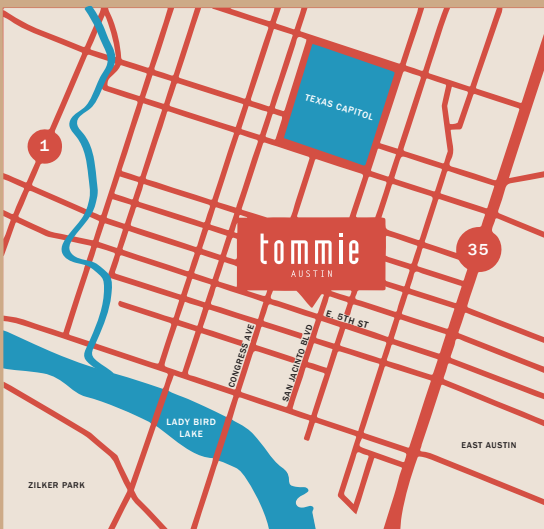 TEXAS CAPITOL
1
tommie
AUSTIN
35
E. 5TH ST
CONGRESS AVE
SAN JACINTO BLVD
LADY BIRD
LAKE
EAST AUSTIN
ZILKER PARK